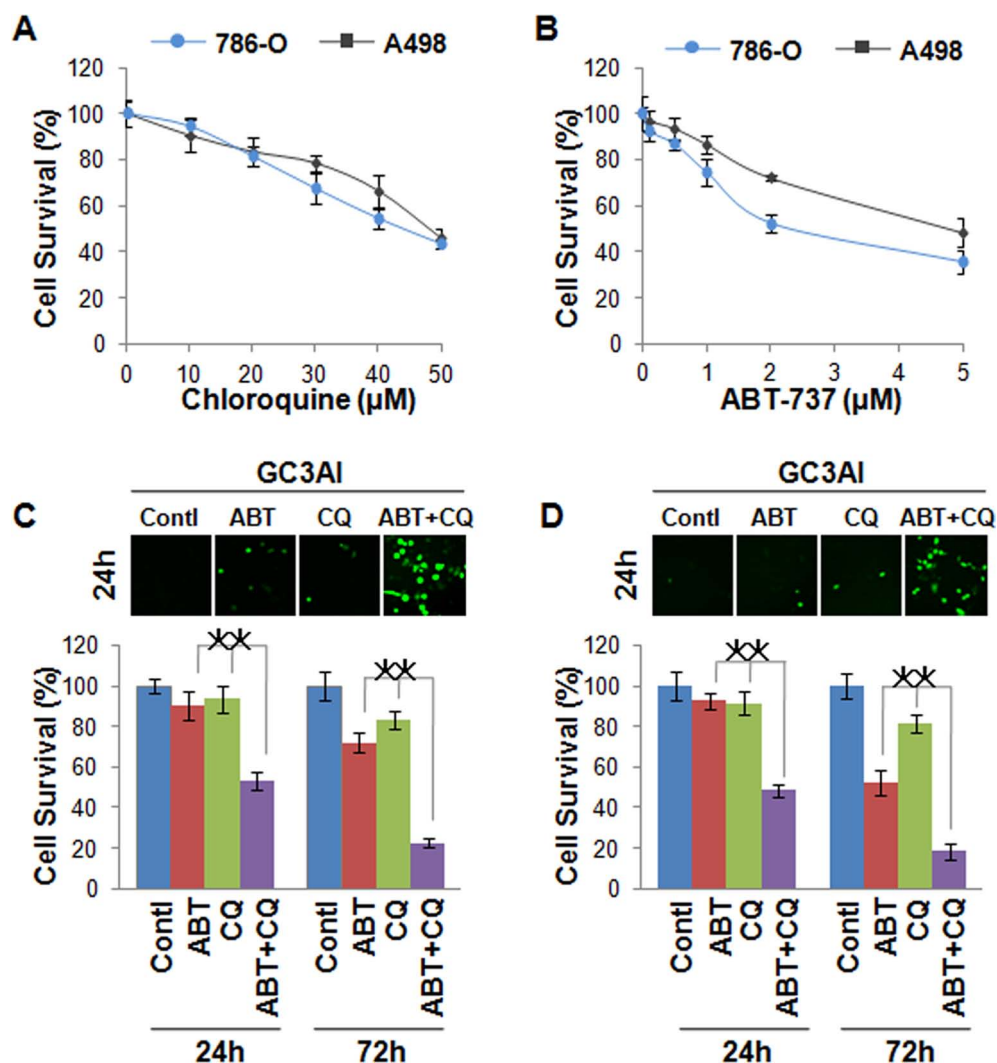 A
786-O
A498
Cell Survival (%)
120
100
80
60
40
20
0
0 10 20 30 40 50
Chloroquine (µM)
B
786-O
A498
Cell Survival (%)
120
100
80
60
40
20
0
0 1 2 3 4 5
ABT-737 (µM)
C
GC3AI
Contl ABT CQ ABT+CQ
24h
Cell Survival (%)
120
100
80
60
40
20
0
Contl
ABT
CQ
ABT+CQ
Contl
ABT
CQ
ABT+CQ
24h 72h
D
GC3AI
Contl ABT CQ ABT+CQ
24h
Cell Survival (%)
120
100
80
60
40
20
0
Contl
ABT
CQ
ABT+CQ
Contl
ABT
CQ
ABT+CQ
24h 72h